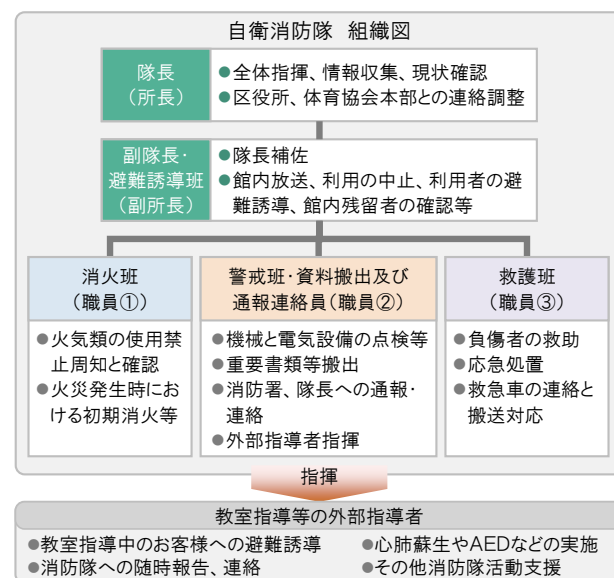 自衛消防隊 組織図
隊長
(所長)
●全体指揮、情報収集、現状確認
●区役所、体育協会本部との連絡調整
副隊長・
避難誘導班
(副所長)
●隊長補佐
●館内放送、利用の中止、利用者の避
難誘導、館内残留者の確認等
消火班
(職員①)
●火気類の使用禁
止周知と確認
●火災発生時にお
ける初期消火等
警戒班・資料搬出及び
通報連絡員(職員②)
●機械と電気設備の点検等
●重要書類等搬出
●消防署、隊長への通報・
連絡
●外部指導者指揮
救護班
(職員③)
●負傷者の救助
●応急処置
●救急車の連絡と
搬送対応
指揮
教室指導等の外部指導者
●教室指導中のお客様への避難誘導
●消防隊への随時報告、連絡
●心肺蘇生やAEDなどの実施
●その他消防隊活動支援